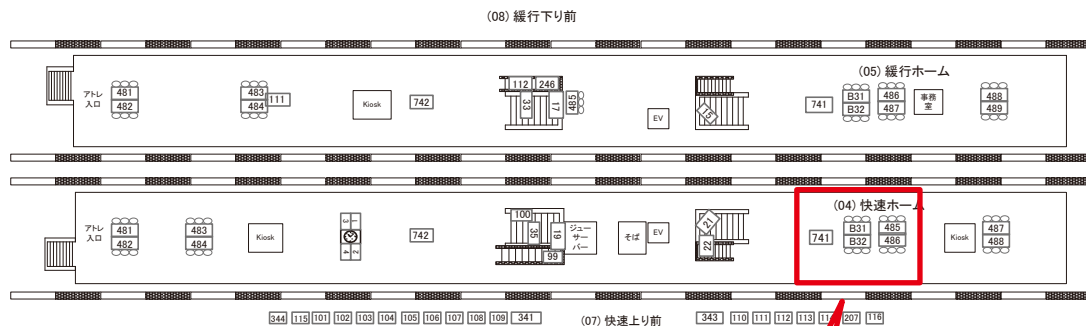 (08) 緩行下り前
(05) 緩行ホーム
アトレ
入口
481
482
483
484
111
Kiosk
742
112
246
33
17
485
EV
15
741
B31
B32
486
487
事務
室
488
489
(04) 快速ホーム
アトレ
入口
481
482
483
484
Kiosk
1
3
2
4
742
100
35
19
99
ジュー
サー
バー
そば
EV
21
22
741
B31
B32
485
486
Kiosk
487
488
344 115 101 102 103 104 105 106 107 108 109 341
(07) 快速上り前
343 110 111 112 113 207 116